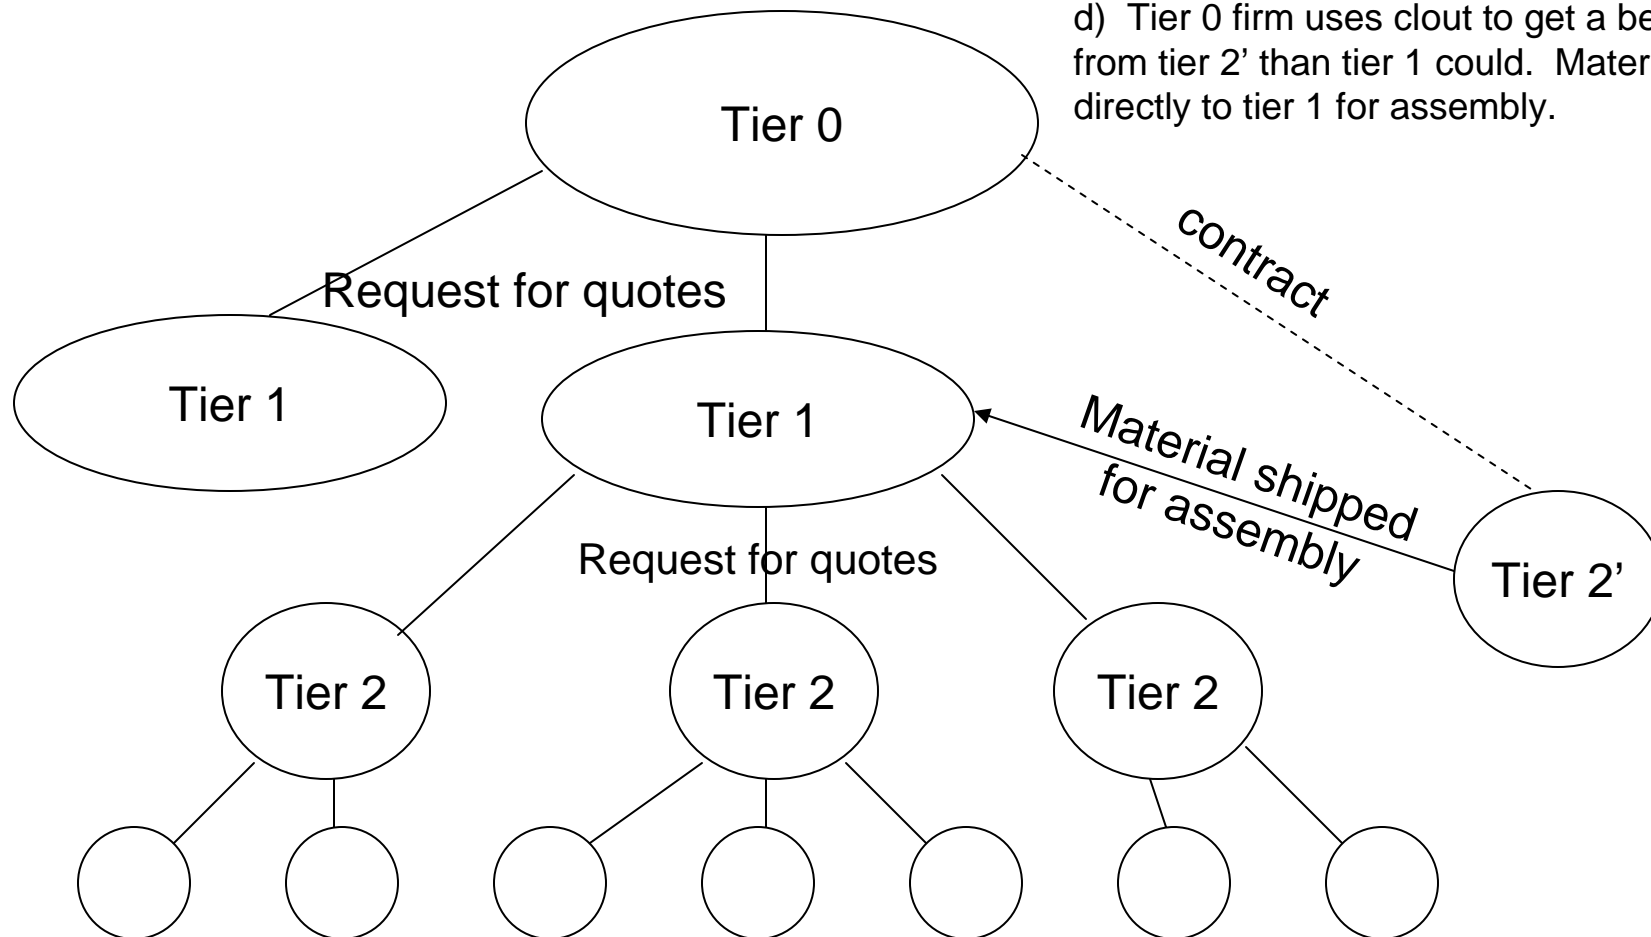 d) Tier 0 firm uses clout to get a be
from tier 2’ than tier 1 could. Mater
directly to tier 1 for assembly.
Tier 0
contract
Request for quotes
Tier 1
Tier 1
Material shipped
for assembly
Request for quotes
Tier 2’
Tier 2
Tier 2
Tier 2